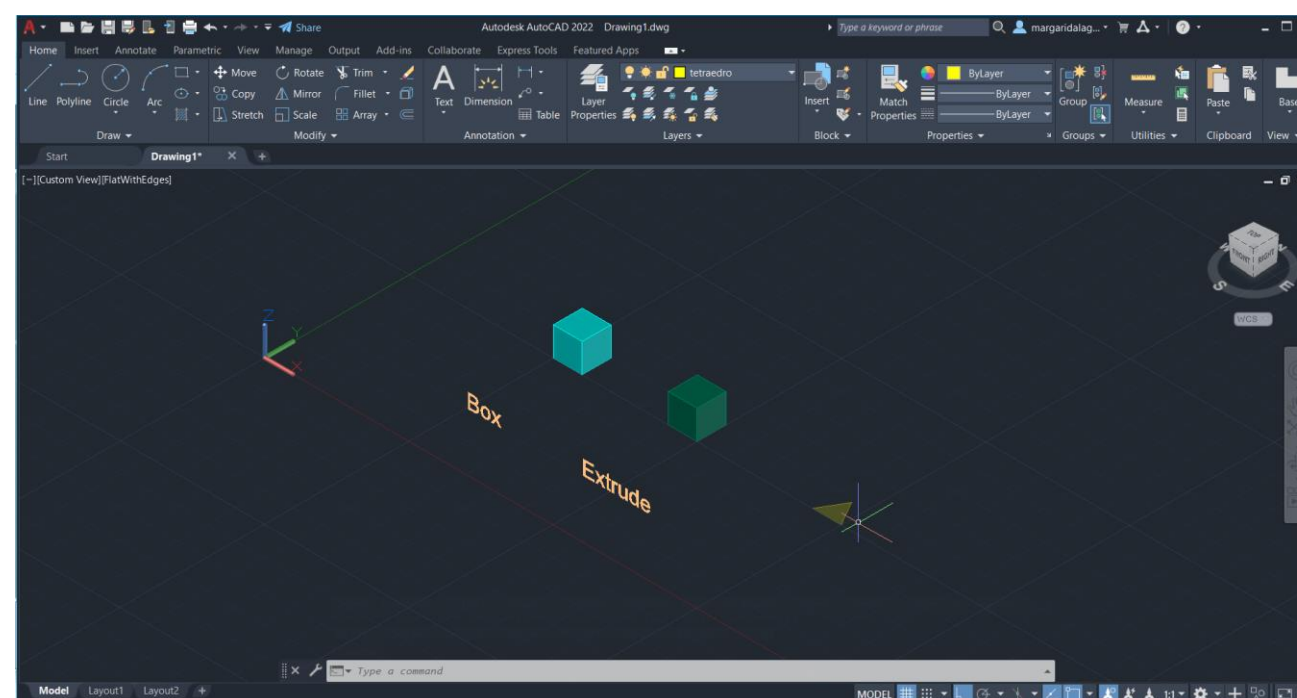 Share
Autodesk AutoCAD 2022 Drawing1.dwg
Type a keyword or phrase
margaridalag...
Home Insert Annotate Parametric View Manage Output Add-ins Collaborate Express Tools Featured Apps
Move Rotate Trim
Copy Mirror Fillet
Stretch Scale Array
Line Polyline Circle Arc
Text Dimension
Table
Layer Properties
tetraedro
Insert
Match Properties
ByLayer
ByLayer
ByLayer
Group
Measure
Paste
Base
Draw Modify Annotation Layers Block Properties Groups Utilities Clipboard View
Start Drawing1* +
[−][Custom View][FlatWithEdges]
TOP
FRONT RIGHT
S E
WCS
Z
Y
X
Box
Extrude
Type a command
Model Layout1 Layout2 +
MODEL 1:1